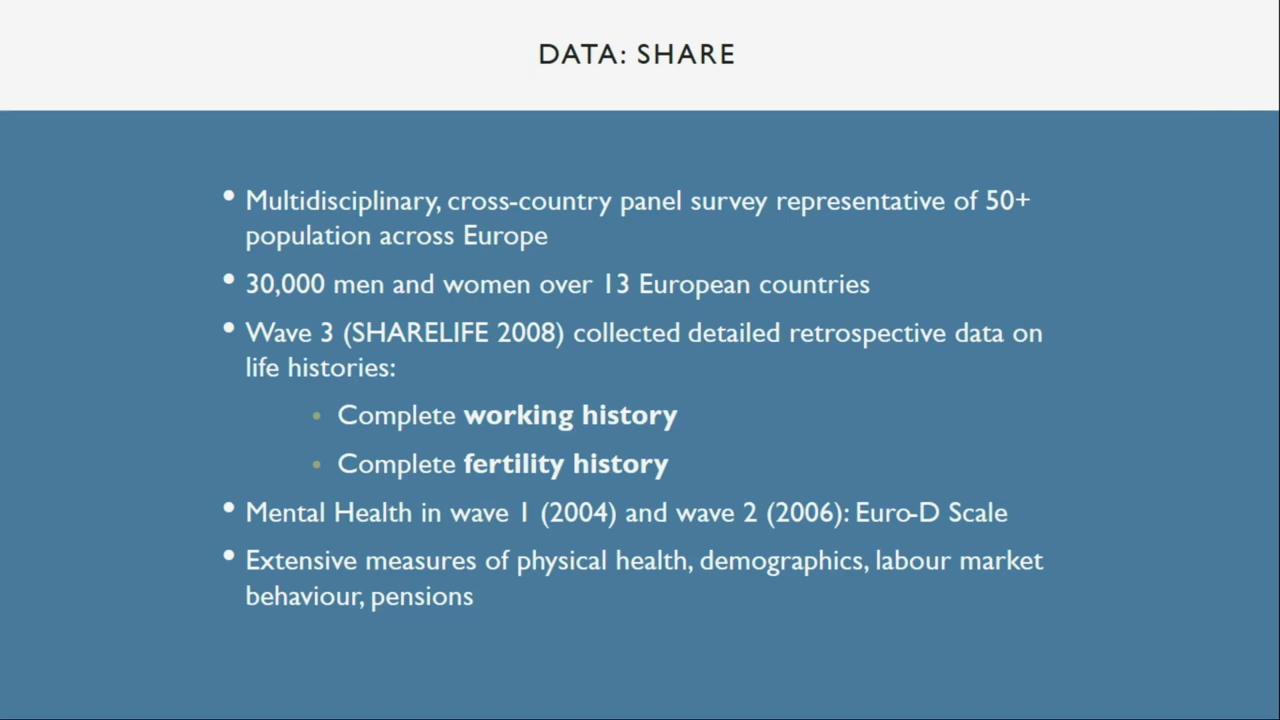 DATA: SHARE
• Multidisciplinary, cross-country panel survey representative of 50+
population across Europe
• 30,000 men and women over 13 European countries
• Wave 3 (SHARELIFE 2008) collected detailed retrospective data on
life histories:
• Complete working history
• Complete fertility history
• Mental Health in wave 1 (2004) and wave 2 (2006): Euro-D Scale
• Extensive measures of physical health, demographics, labour market
behaviour, pensions